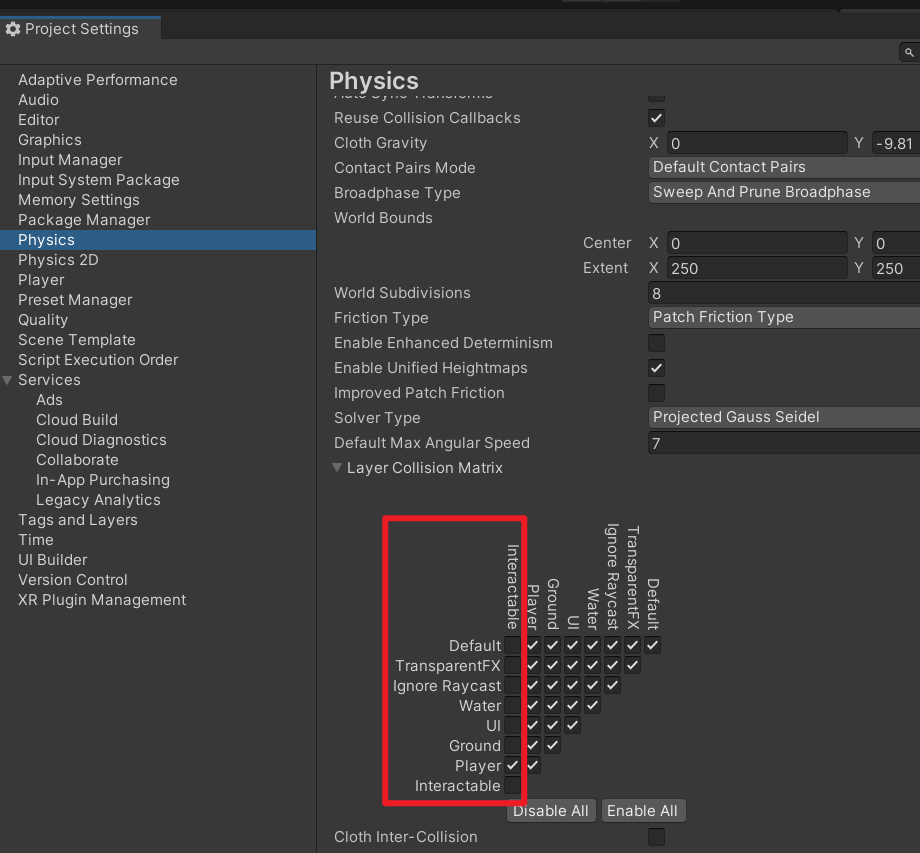 Project Settings
Adaptive Performance
Audio
Editor
Graphics
Input Manager
Input System Package
Memory Settings
Package Manager
Physics
Physics 2D
Player
Preset Manager
Quality
Scene Template
Script Execution Order
Services
Ads
Cloud Build
Cloud Diagnostics
Collaborate
In-App Purchasing
Legacy Analytics
Tags and Layers
Time
UI Builder
Version Control
XR Plugin Management
Physics
Auto Sync Transforms
Reuse Collision Callbacks
Cloth Gravity X 0 Y -9.81
Contact Pairs Mode Default Contact Pairs
Broadphase Type Sweep And Prune Broadphase
World Bounds
Center X 0 Y 0
Extent X 250 Y 250
World Subdivisions 8
Friction Type Patch Friction Type
Enable Enhanced Determinism
Enable Unified Heightmaps
Improved Patch Friction
Solver Type Projected Gauss Seidel
Default Max Angular Speed 7
Layer Collision Matrix
Interactable
Player
Ground
UI
Water
Ignore Raycast
TransparentFX
Default
Default
TransparentFX
Ignore Raycast
Water
UI
Ground
Player
Interactable
Disable All Enable All
Cloth Inter-Collision